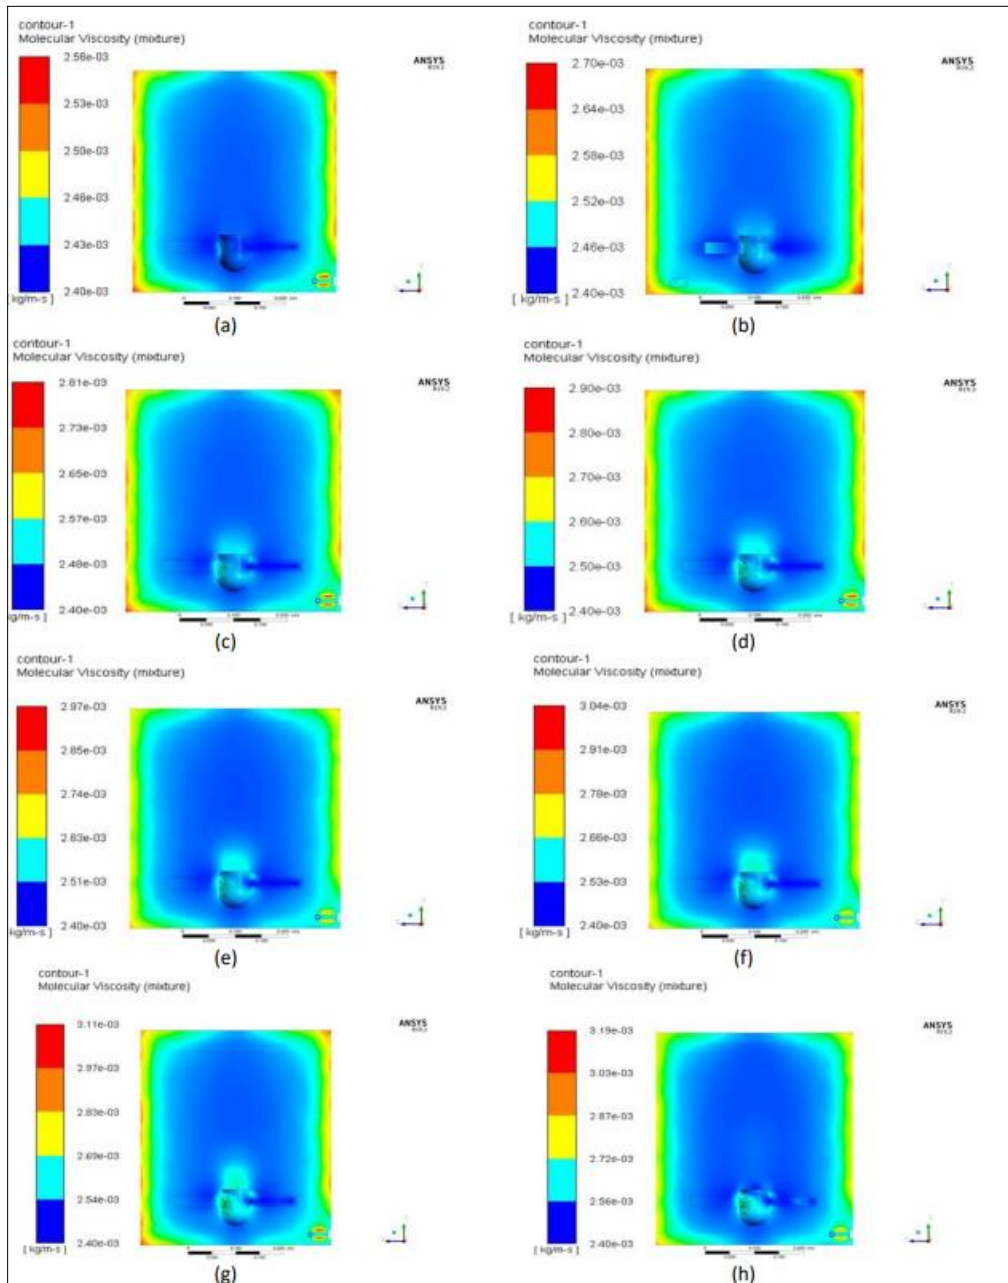 contour-1
Molecular Viscosity (mixture)
2.56e-03
2.53e-03
2.50e-03
2.46e-03
2.43e-03
2.40e-03
[ kg/m-s ]
ANSYS
(a)
contour-1
Molecular Viscosity (mixture)
2.70e-03
2.64e-03
2.58e-03
2.52e-03
2.46e-03
2.40e-03
[ kg/m-s ]
ANSYS
(b)
contour-1
Molecular Viscosity (mixture)
2.81e-03
2.73e-03
2.65e-03
2.57e-03
2.48e-03
2.40e-03
kg/m-s ]
ANSYS
(c)
contour-1
Molecular Viscosity (mixture)
2.90e-03
2.80e-03
2.70e-03
2.60e-03
2.50e-03
2.40e-03
[ kg/m-s ]
ANSYS
(d)
contour-1
Molecular Viscosity (mixture)
2.97e-03
2.85e-03
2.74e-03
2.63e-03
2.51e-03
2.40e-03
kg/m-s ]
ANSYS
(e)
contour-1
Molecular Viscosity (mixture)
3.04e-03
2.91e-03
2.78e-03
2.66e-03
2.53e-03
2.40e-03
[ kg/m-s ]
ANSYS
(f)
contour-1
Molecular Viscosity (mixture)
3.11e-03
2.97e-03
2.83e-03
2.69e-03
2.54e-03
2.40e-03
[ kg/m-s ]
ANSYS
(g)
contour-1
Molecular Viscosity (mixture)
3.19e-03
3.03e-03
2.87e-03
2.72e-03
2.56e-03
2.40e-03
[ kg/m-s ]
ANSYS
(h)